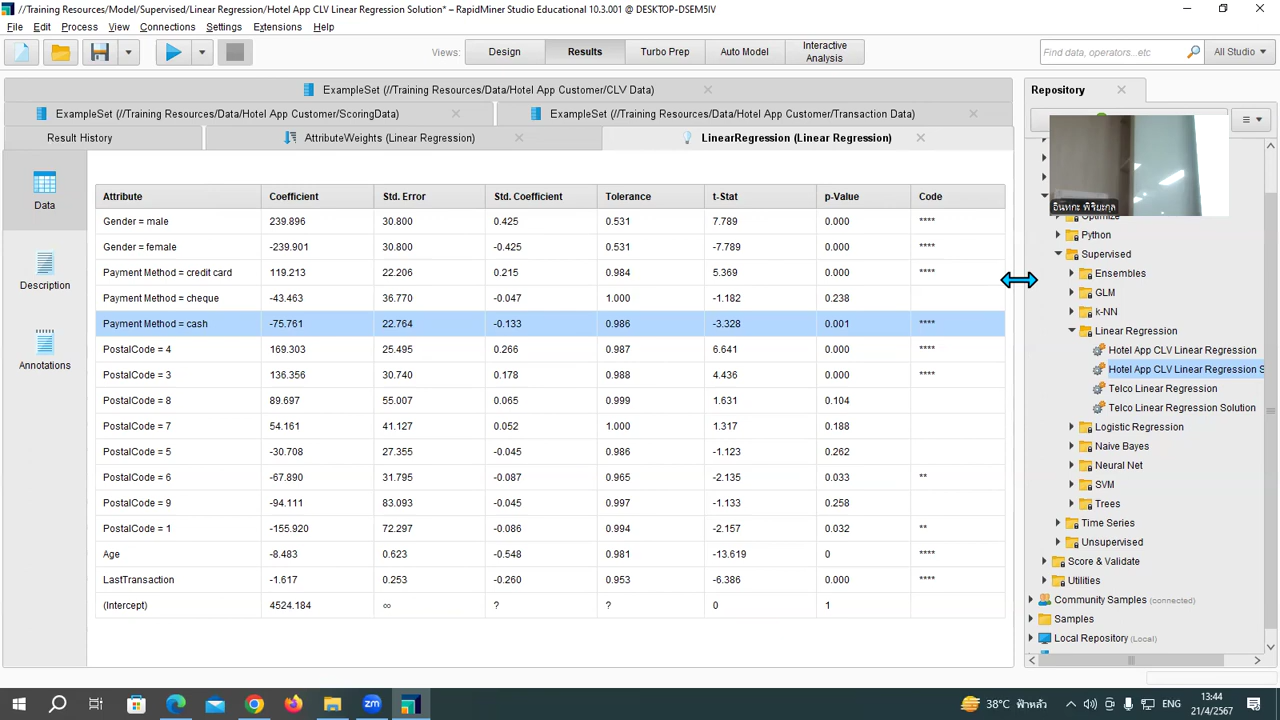 //Training Resources/Model/Supervised/Linear Regression/Hotel App CLV Linear Regression Solution* – RapidMiner Studio Educational 10.3.001 @ DESKTOP-DSEM5IV
File Edit Process View Connections Settings Extensions Help
Views: Design Results Turbo Prep Auto Model Interactive Analysis Find data, operators...etc All Studio
ExampleSet (//Training Resources/Data/Hotel App Customer/CLV Data)
ExampleSet (//Training Resources/Data/Hotel App Customer/ScoringData) ExampleSet (//Training Resources/Data/Hotel App Customer/Transaction Data)
Result History AttributeWeights (Linear Regression) LinearRegression (Linear Regression)
Data
Description
Annotations
Attribute Coefficient Std. Error Std. Coefficient Tolerance t-Stat p-Value Code
Gender = male 239.896 30.800 0.425 0.531 7.789 0.000 ****
Gender = female -239.901 30.800 -0.425 0.531 -7.789 0.000 ****
Payment Method = credit card 119.213 22.206 0.215 0.984 5.369 0.000 ****
Payment Method = cheque -43.463 36.770 -0.047 1.000 -1.182 0.238
Payment Method = cash -75.761 22.764 -0.133 0.986 -3.328 0.001 ****
PostalCode = 4 169.303 25.495 0.266 0.987 6.641 0.000 ****
PostalCode = 3 136.356 30.740 0.178 0.988 4.436 0.000 ****
PostalCode = 8 89.697 55.007 0.065 0.999 1.631 0.104
PostalCode = 7 54.161 41.127 0.052 1.000 1.317 0.188
PostalCode = 5 -30.708 27.355 -0.045 0.986 -1.123 0.262
PostalCode = 6 -67.890 31.795 -0.087 0.965 -2.135 0.033 **
PostalCode = 9 -94.111 83.093 -0.045 0.997 -1.133 0.258
PostalCode = 1 -155.920 72.297 -0.086 0.994 -2.157 0.032 **
Age -8.483 0.623 -0.548 0.981 -13.619 0 ****
LastTransaction -1.617 0.253 -0.260 0.953 -6.386 0.000 ****
(Intercept) 4524.184 ∞ ? ? 0 1
Repository
Optimize
Python
Supervised
Ensembles
GLM
k-NN
Linear Regression
Hotel App CLV Linear Regression
Hotel App CLV Linear Regression S
Telco Linear Regression
Telco Linear Regression Solution
Logistic Regression
Naive Bayes
Neural Net
SVM
Trees
Time Series
Unsupervised
Score & Validate
Utilities
Community Samples (connected)
Samples
Local Repository (Local)
38°C ฟ้าหลัว ENG
13:44
21/4/2567